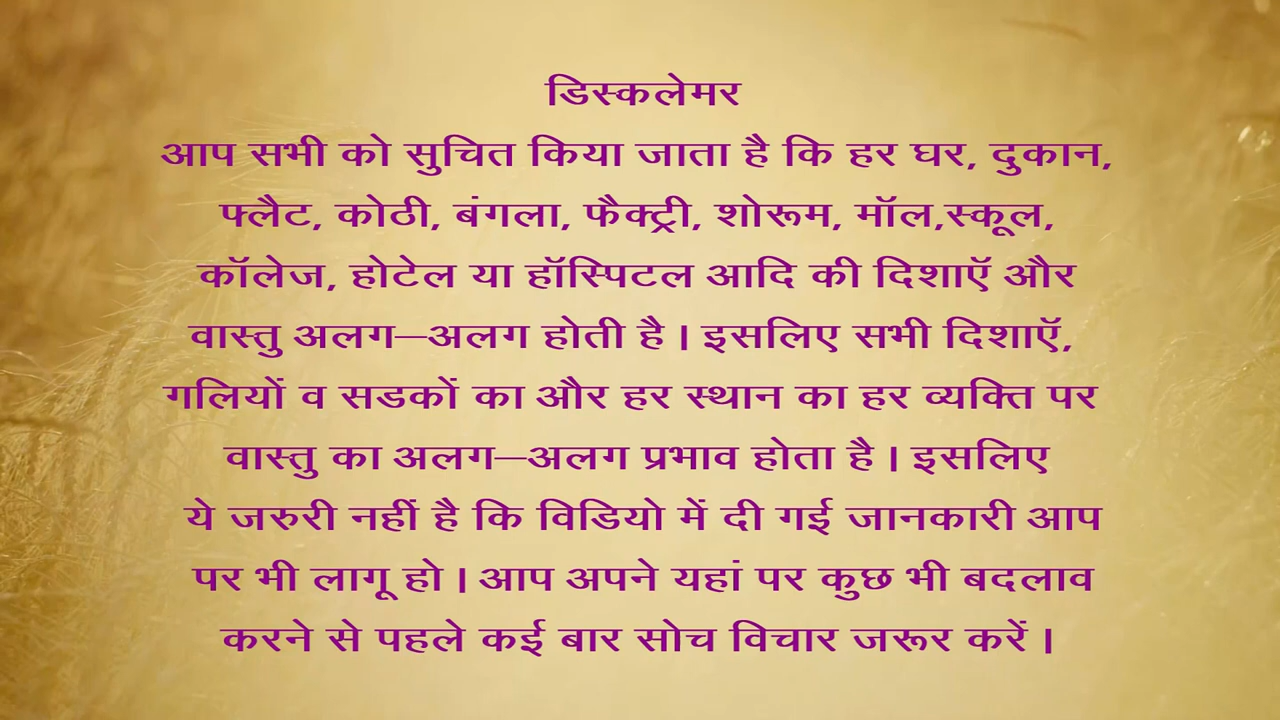 डिस्कलेमर
आप सभी को सुचित किया जाता है कि हर घर, दुकान,
फ्लैट, कोठी, बंगला, फैक्ट्री, शोरूम, मॉल,स्कूल,
कॉलेज, होटेल या हॉस्पिटल आदि की दिशाऍ और
वास्तु अलग–अलग होती है। इसलिए सभी दिशाऍ,
गलियों व सडकों का और हर स्थान का हर व्यक्ति पर
वास्तु का अलग–अलग प्रभाव होता है। इसलिए
ये जरुरी नहीं है कि विडियो में दी गई जानकारी आप
पर भी लागू हो। आप अपने यहां पर कुछ भी बदलाव
करने से पहले कई बार सोच विचार जरूर करें।